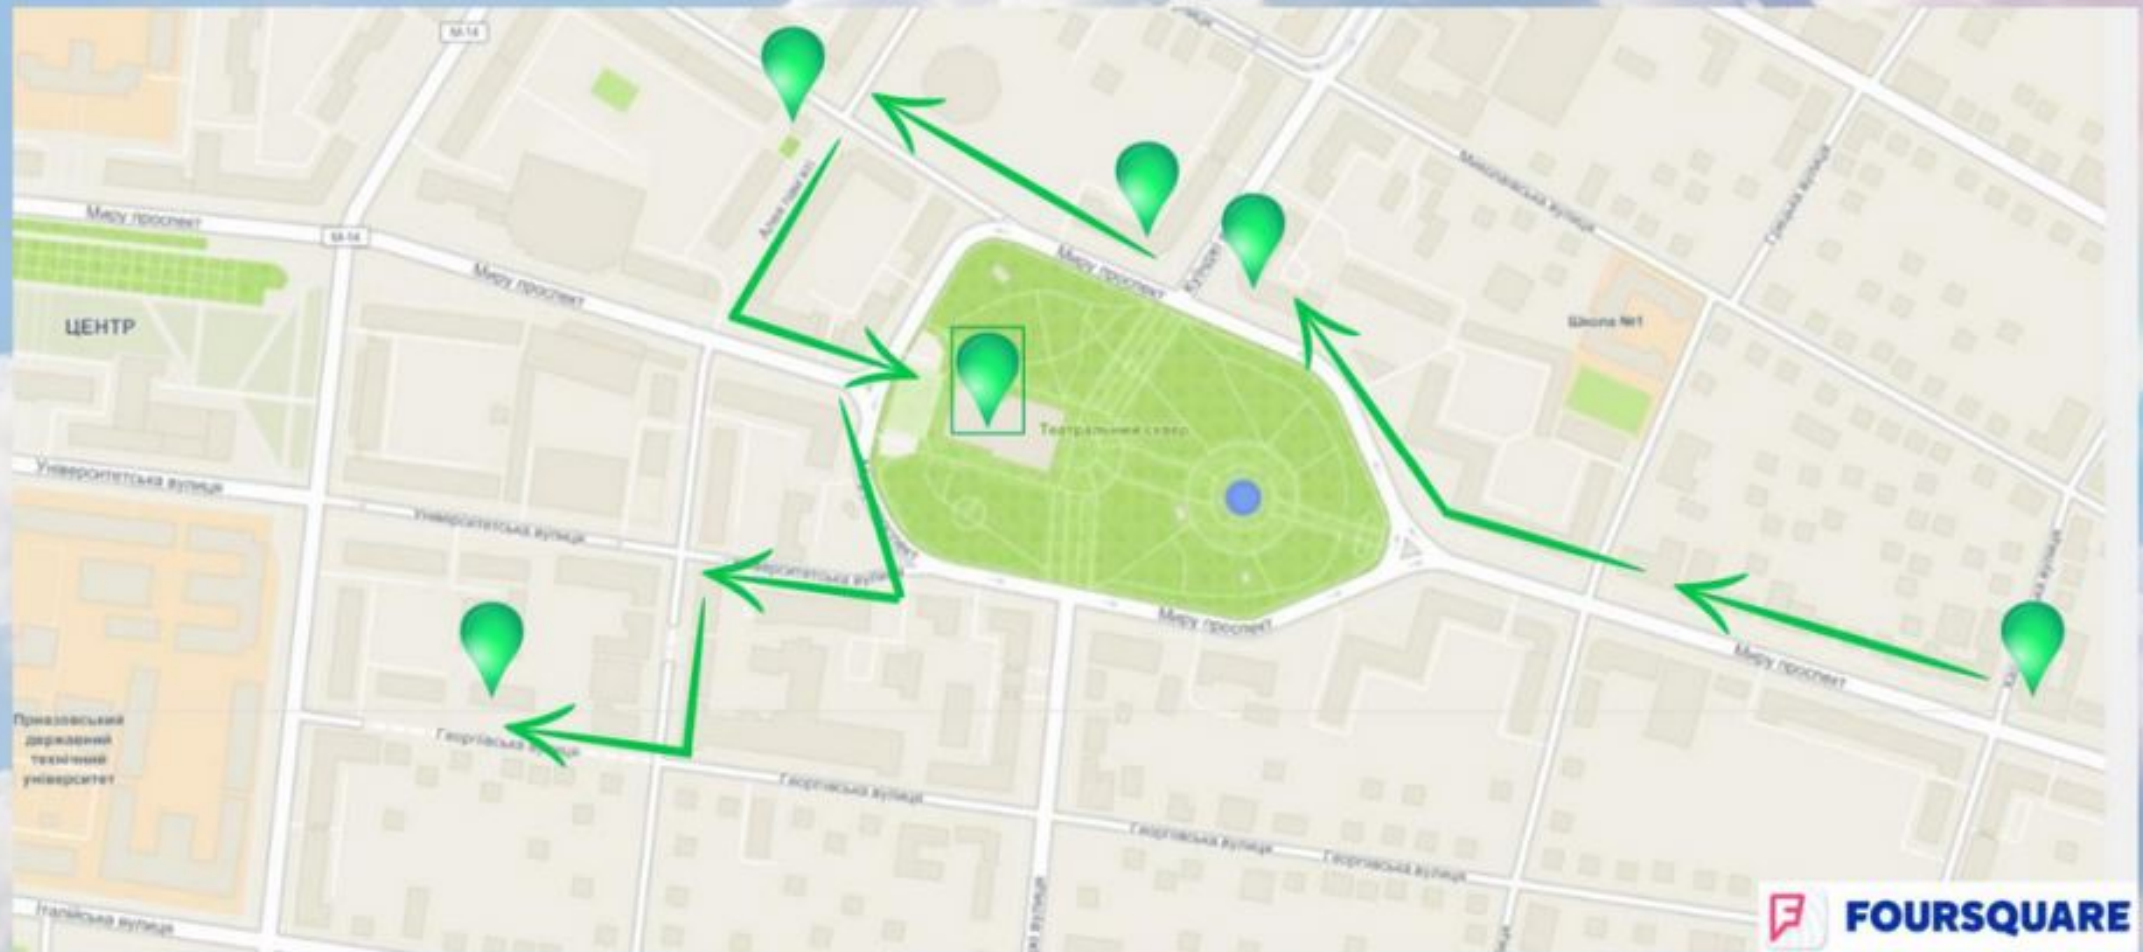 М-14
Миру проспект
М-14
Миру проспект
ЦЕНТР
Миру проспект
Миколаївська вулиця
Грецька вулиця
Школа №1
Театральний сквер
Університетська вулиця
Університетська вулиця
Миру проспект
Миру проспект
Приазовський
державний
технічний
університет
Георгіївська вулиця
Георгіївська вулиця
Георгіївська вулиця
Георгіївська вулиця
Італійська вулиця
FOURSQUARE